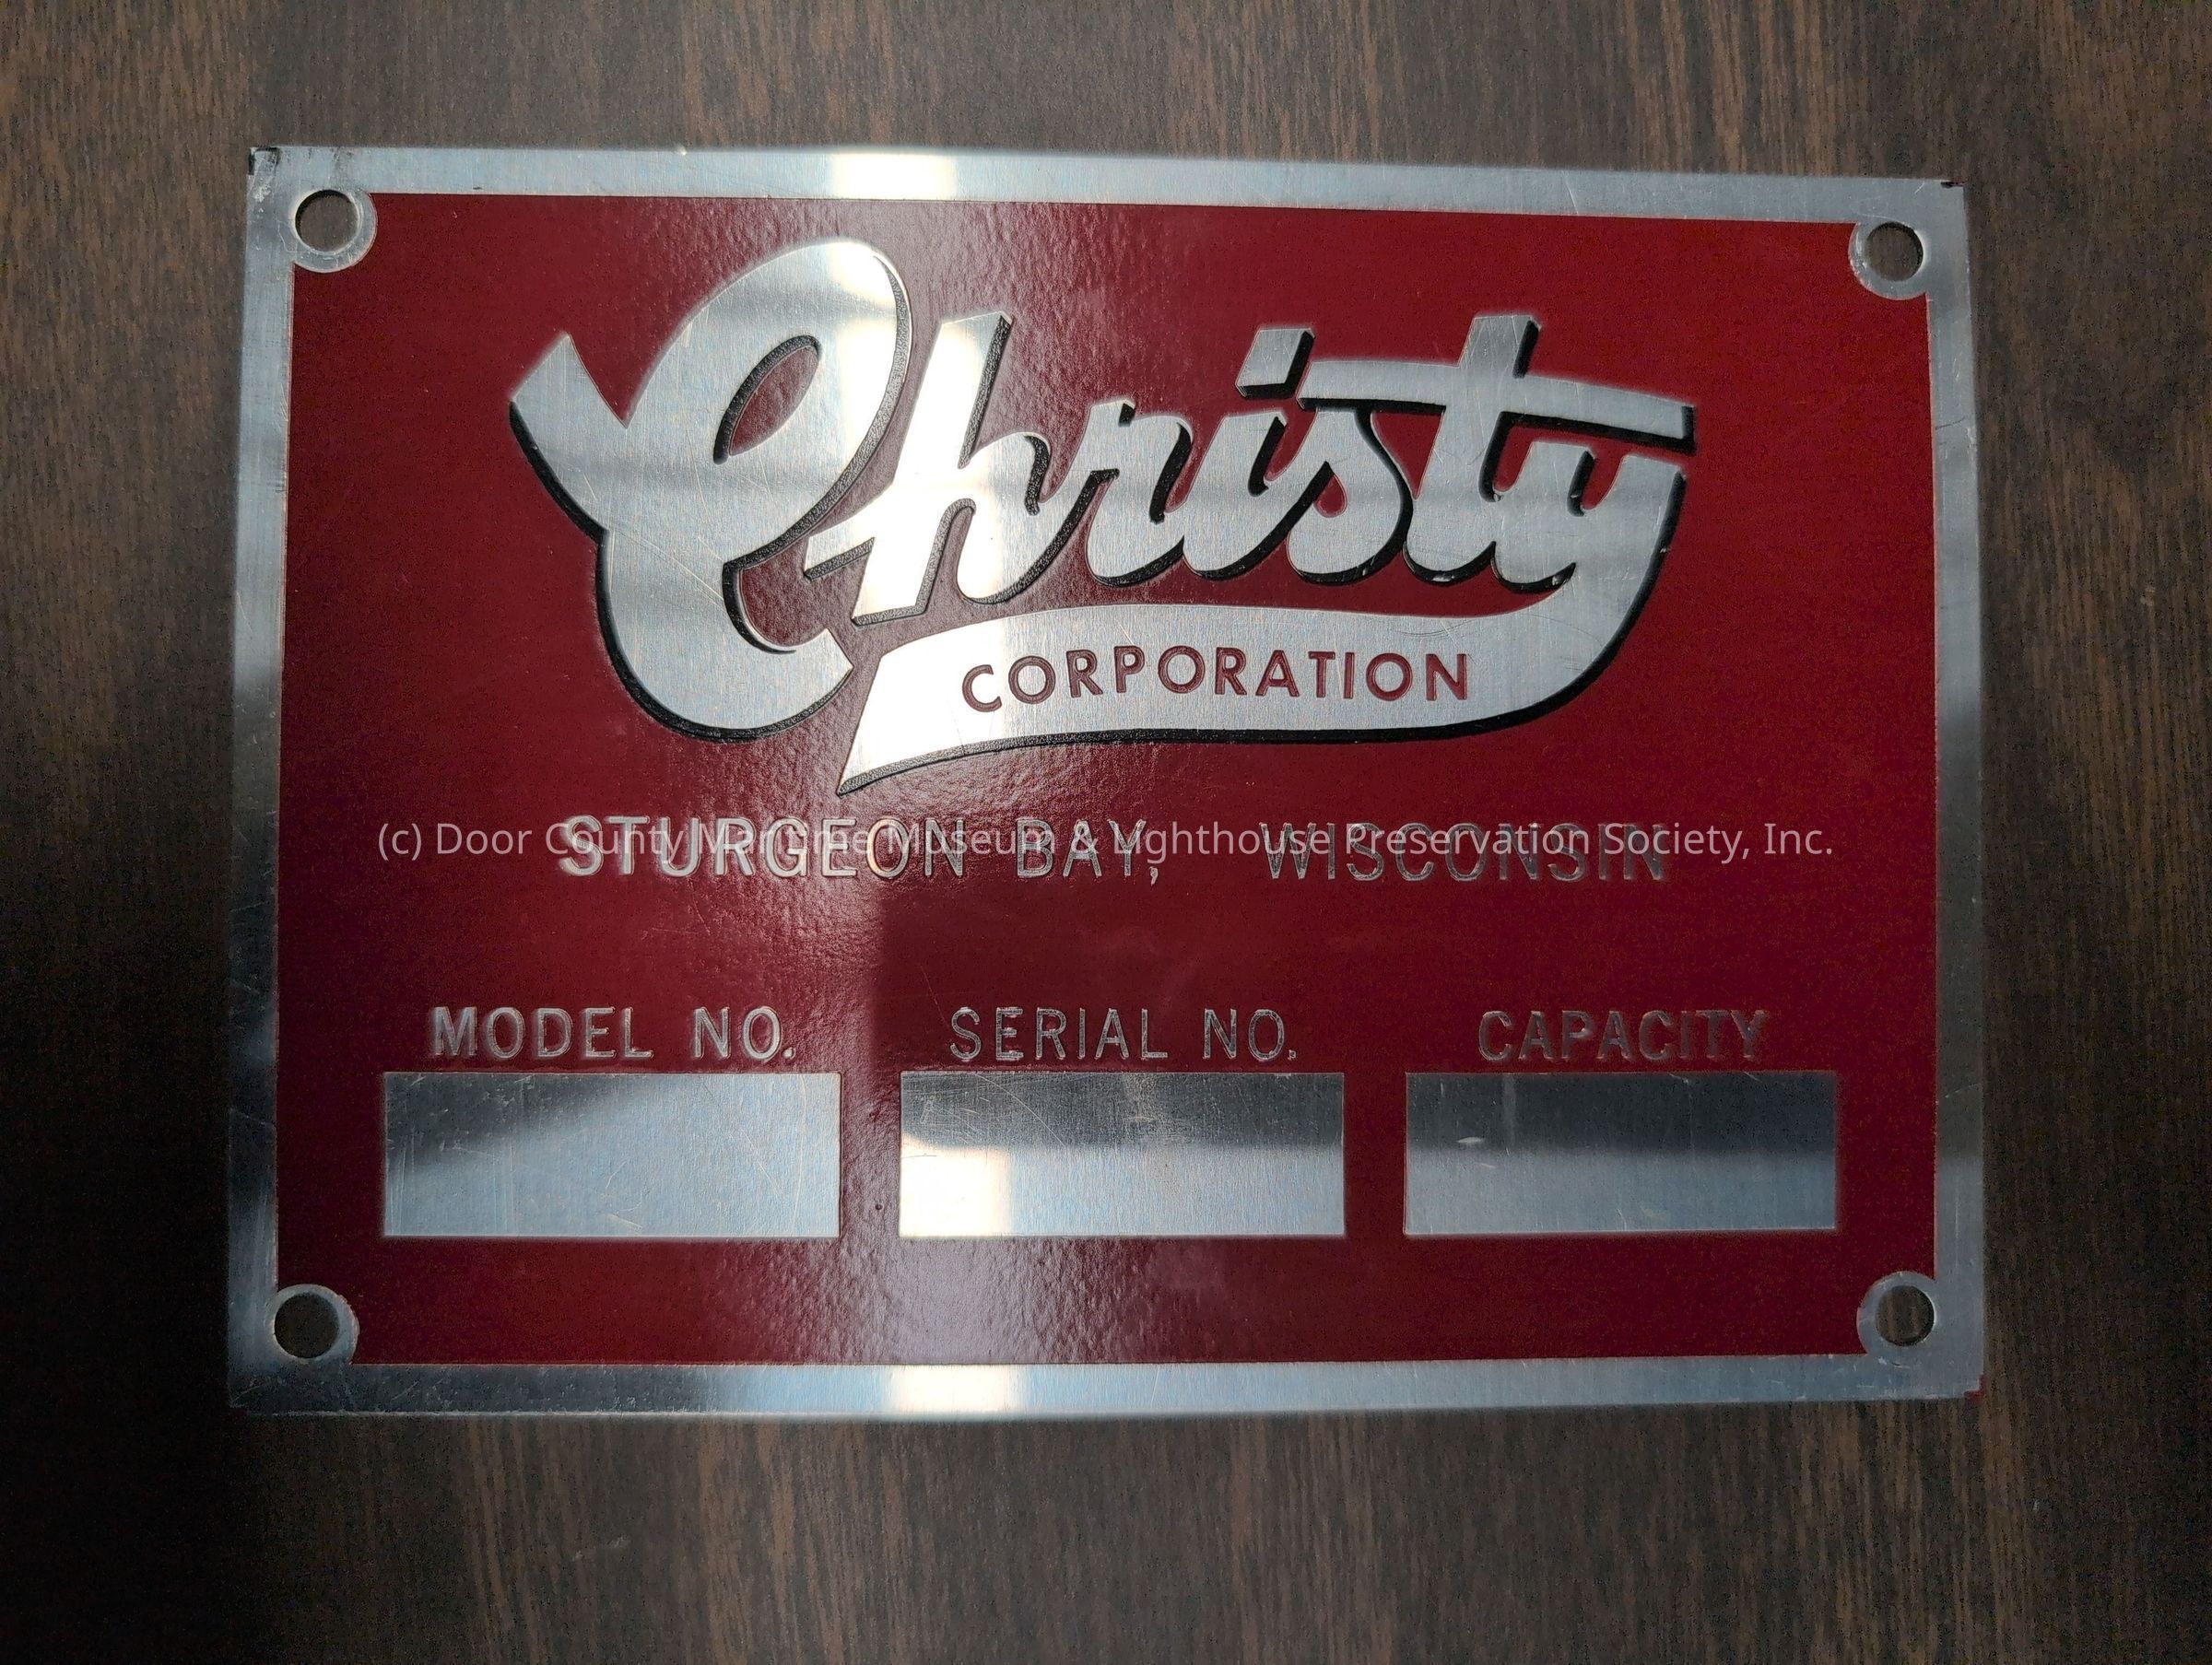 Christy
CORPORATION
STURGEON BAY, WISCONSIN
(c) Door County Maritime Museum & Lighthouse Preservation Society, Inc.
MODEL NO. SERIAL NO. CAPACITY